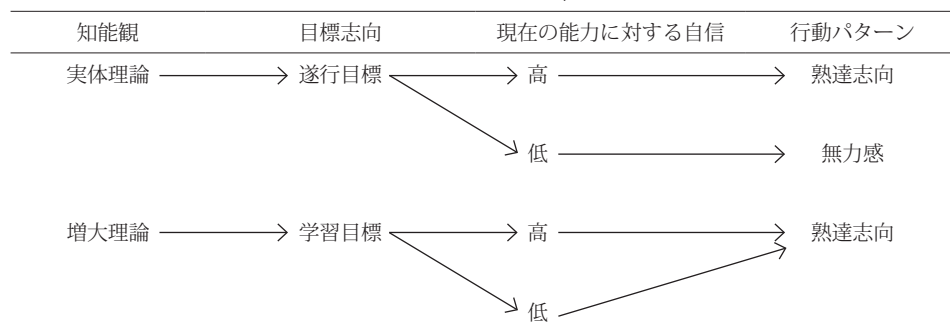 知能観 目標志向 現在の能力に対する自信 行動パターン
実体理論 遂行目標 高 熟達志向
低 無力感
増大理論 学習目標 高 熟達志向
低